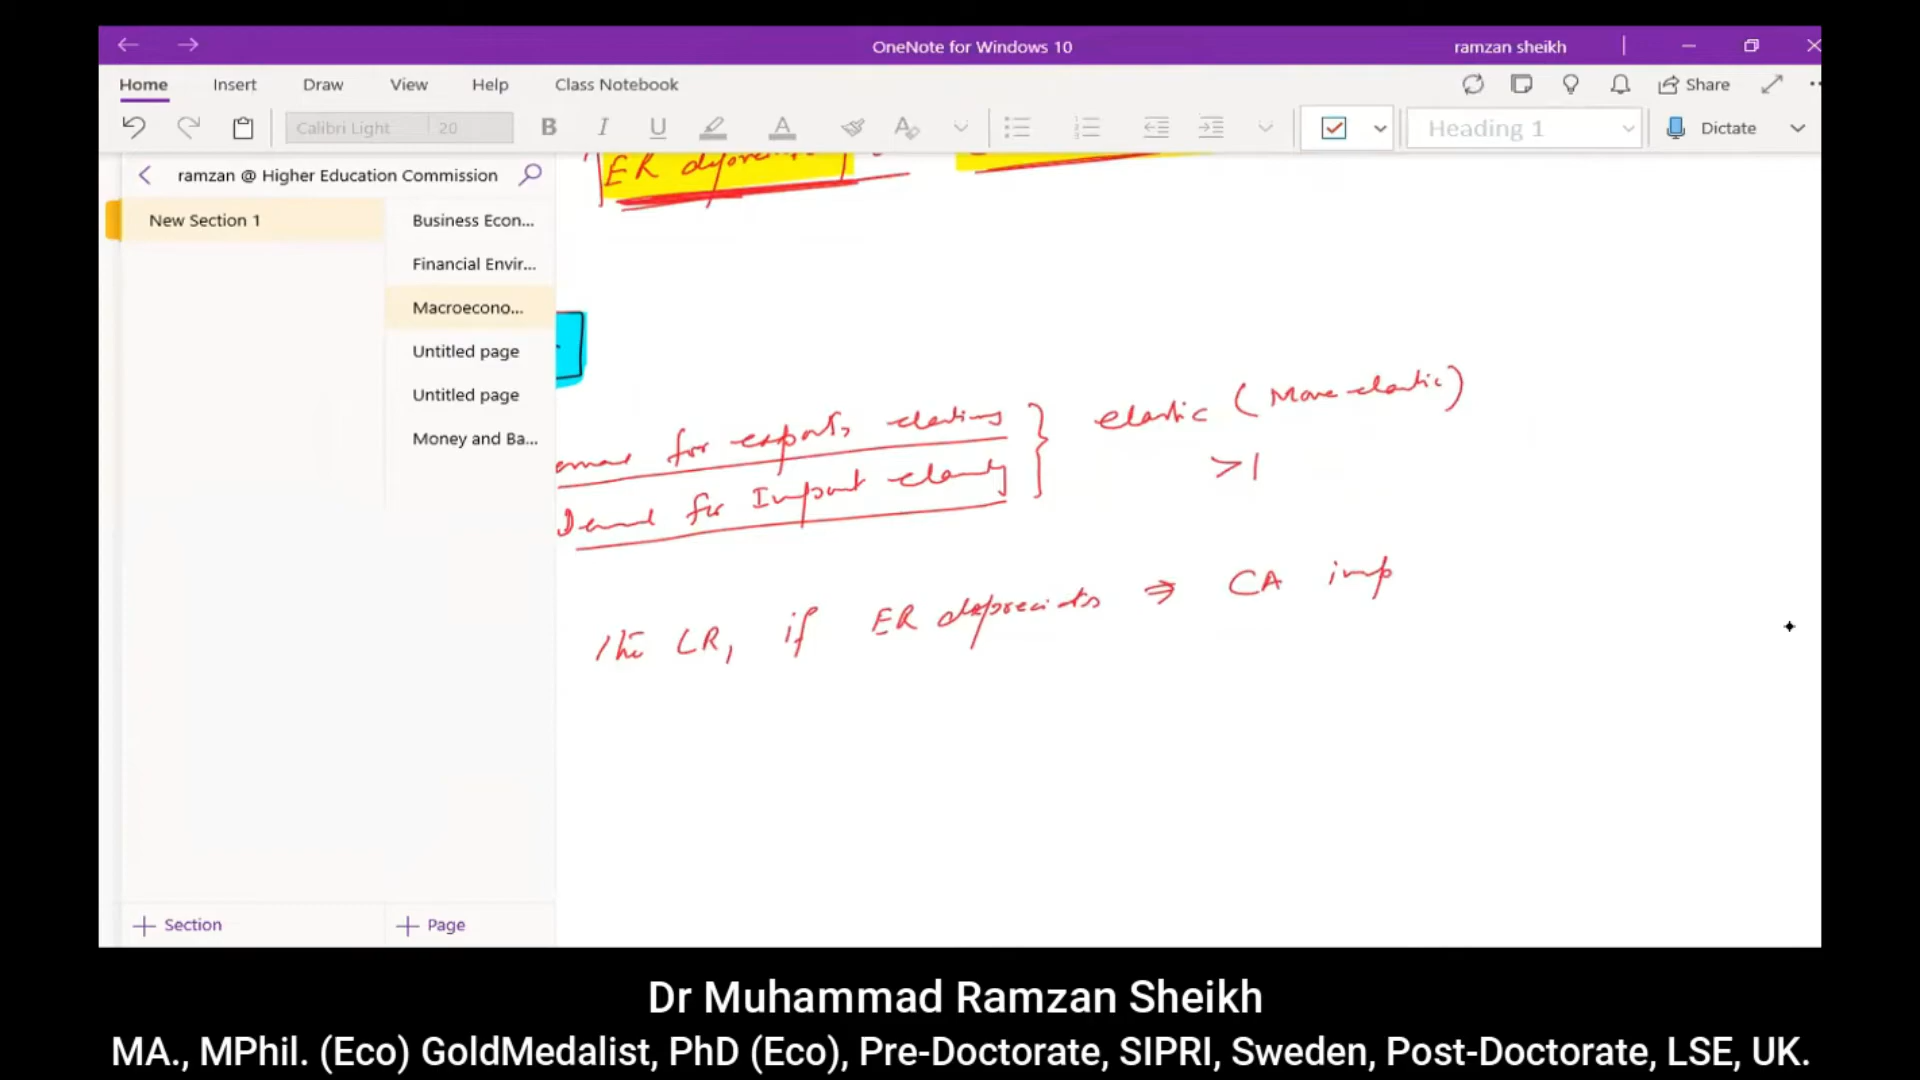 OneNote for Windows 10
ramzan sheikh
Home Insert Draw View Help Class Notebook
Share
Calibri Light 20
B I U A
Heading 1
Dictate
ramzan @ Higher Education Commission
New Section 1
Business Econ...
Financial Envir...
Macroecono...
Untitled page
Untitled page
Money and Ba...
ER
for exports
elastic (More elastic)
Demand for Import
>1
the LR, if ER depreciates ⇒ CA imp
+ Section
+ Page
Dr Muhammad Ramzan Sheikh
MA., MPhil. (Eco) GoldMedalist, PhD (Eco), Pre-Doctorate, SIPRI, Sweden, Post-Doctorate, LSE, UK.